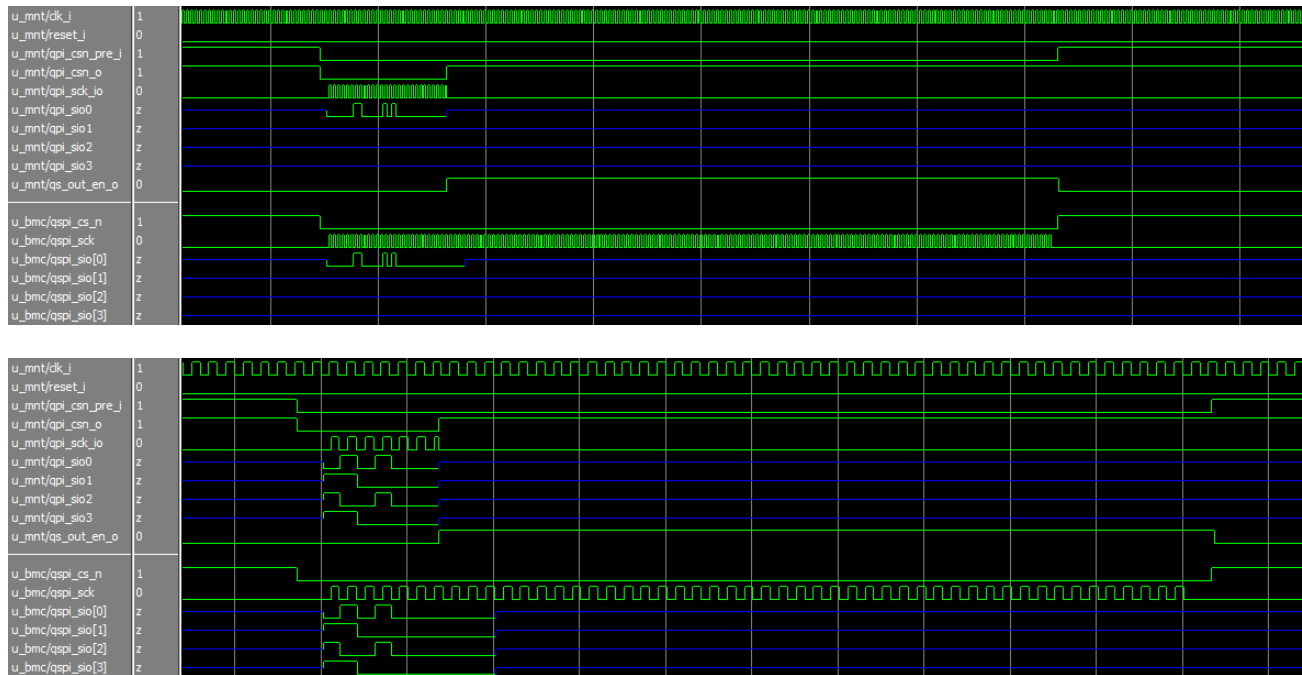 u_mnt/clk_i 1
u_mnt/reset_i 0
u_mnt/qpi_csn_pre_i 1
u_mnt/qpi_csn_o 1
u_mnt/qpi_sck_io 0
u_mnt/qpi_sio0 z
u_mnt/qpi_sio1 z
u_mnt/qpi_sio2 z
u_mnt/qpi_sio3 z
u_mnt/qs_out_en_o 0
u_bmc/qspi_cs_n 1
u_bmc/qspi_sck 0
u_bmc/qspi_sio[0] z
u_bmc/qspi_sio[1] z
u_bmc/qspi_sio[2] z
u_bmc/qspi_sio[3] z
u_mnt/clk_i 1
u_mnt/reset_i 0
u_mnt/qpi_csn_pre_i 1
u_mnt/qpi_csn_o 1
u_mnt/qpi_sck_io 0
u_mnt/qpi_sio0 z
u_mnt/qpi_sio1 z
u_mnt/qpi_sio2 z
u_mnt/qpi_sio3 z
u_mnt/qs_out_en_o 0
u_bmc/qspi_cs_n 1
u_bmc/qspi_sck 0
u_bmc/qspi_sio[0] z
u_bmc/qspi_sio[1] z
u_bmc/qspi_sio[2] z
u_bmc/qspi_sio[3] z